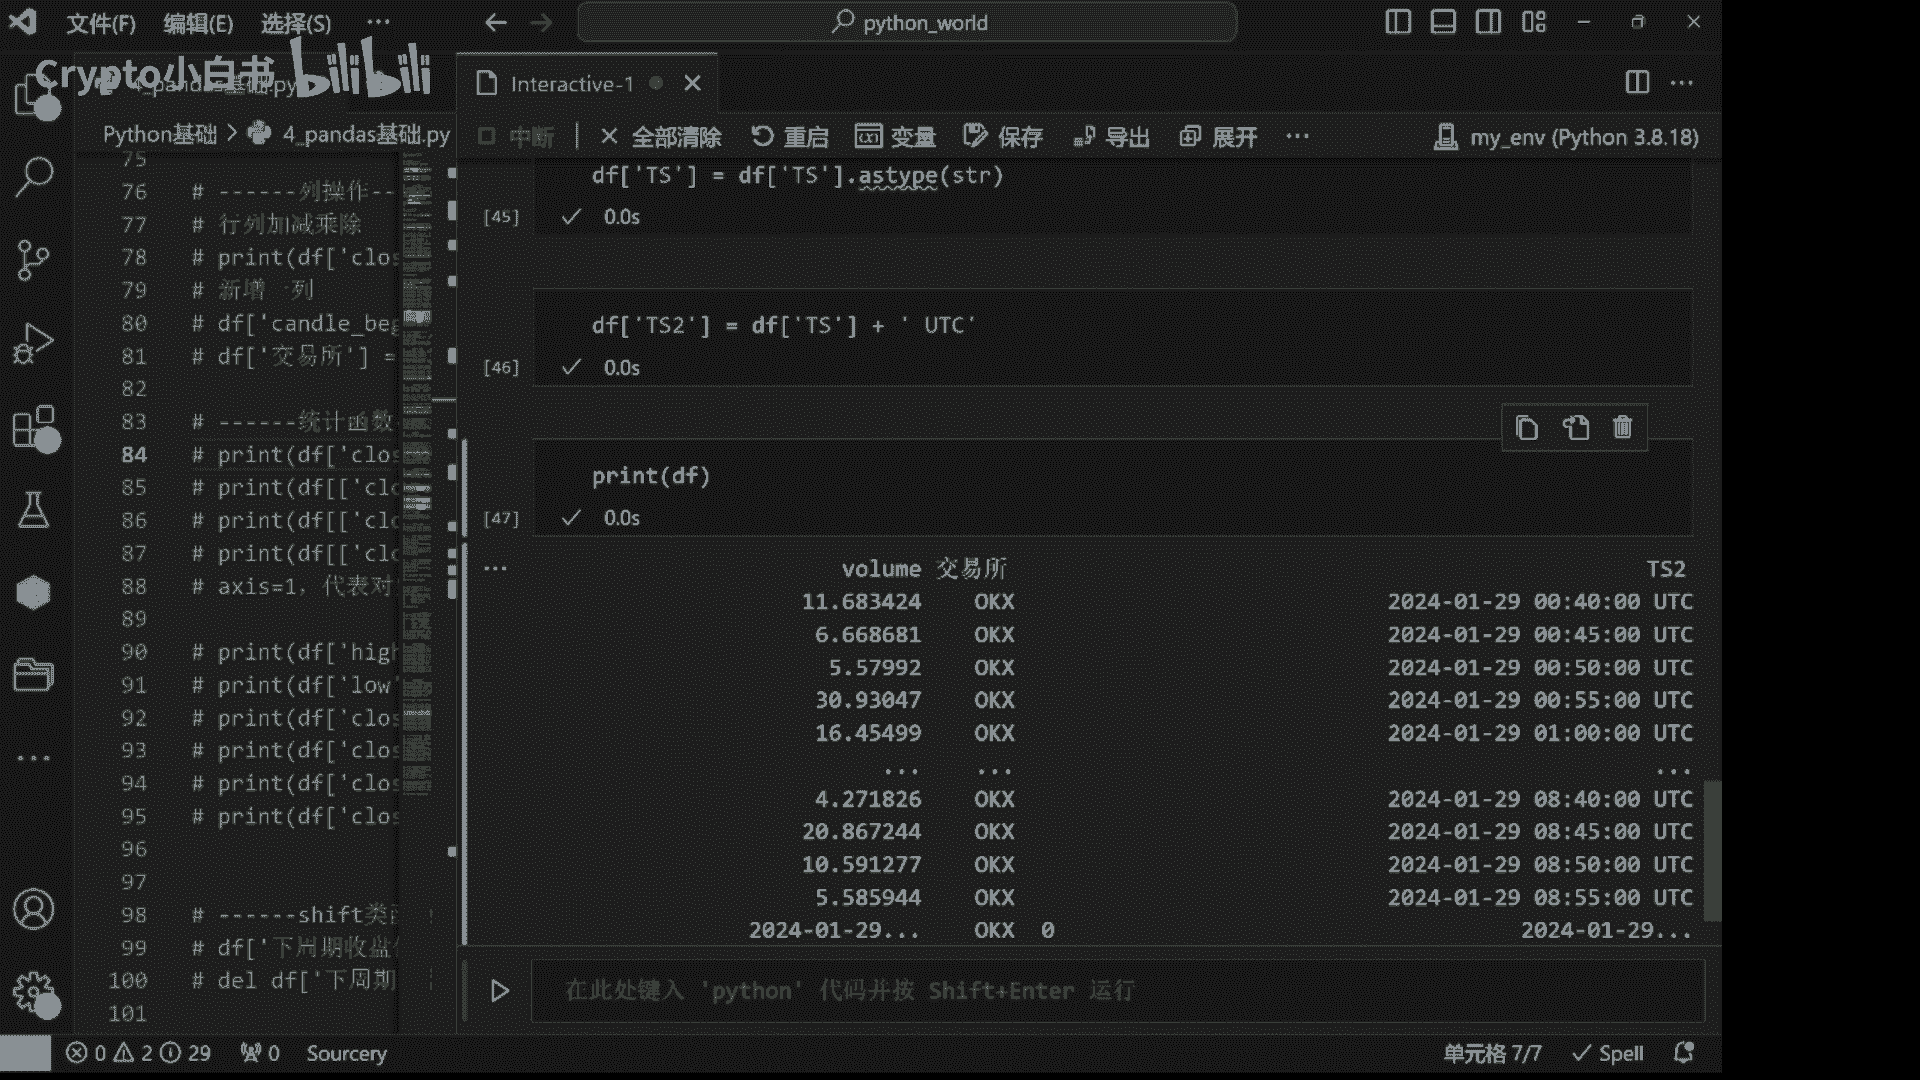 文件(F) 编辑(E) 选择(S) ··· python_world
Crypto小白书 bilibili
4_pandas基础.py
Interactive-1
Python基础 > 4_pandas基础.py
中断 全部清除 重启 变量 保存 导出 展开 ··· my_env (Python 3.8.18)
75
76 # ------列操作--
77 # 行列加减乘除
78 # print(df['clos
79 # 新增一列
80 # df['candle_beg
81 # df['交易所'] =
82
83 # ------统计函数
84 # print(df['clos
85 # print(df[['clo
86 # print(df[['clo
87 # print(df[['clo
88 # axis=1，代表对
89
90 # print(df['high
91 # print(df['low'
92 # print(df['clos
93 # print(df['clos
94 # print(df['clos
95 # print(df['clos
96
97
98 # ------shift类
99 # df['下周期收盘
100 # del df['下周期
101
df['TS'] = df['TS'].astype(str)
[45] 0.0s
df['TS2'] = df['TS'] + ' UTC'
[46] 0.0s
print(df)
[47] 0.0s
··· volume 交易所 TS2
11.683424 OKX 2024-01-29 00:40:00 UTC
6.668681 OKX 2024-01-29 00:45:00 UTC
5.57992 OKX 2024-01-29 00:50:00 UTC
30.93047 OKX 2024-01-29 00:55:00 UTC
16.45499 OKX 2024-01-29 01:00:00 UTC
... ... ...
4.271826 OKX 2024-01-29 08:40:00 UTC
20.867244 OKX 2024-01-29 08:45:00 UTC
10.591277 OKX 2024-01-29 08:50:00 UTC
5.585944 OKX 2024-01-29 08:55:00 UTC
2024-01-29... OKX 0 2024-01-29...
在此处键入 'python' 代码并按 Shift+Enter 运行
0 2 29 0 Sourcery 单元格 7/7 Spell